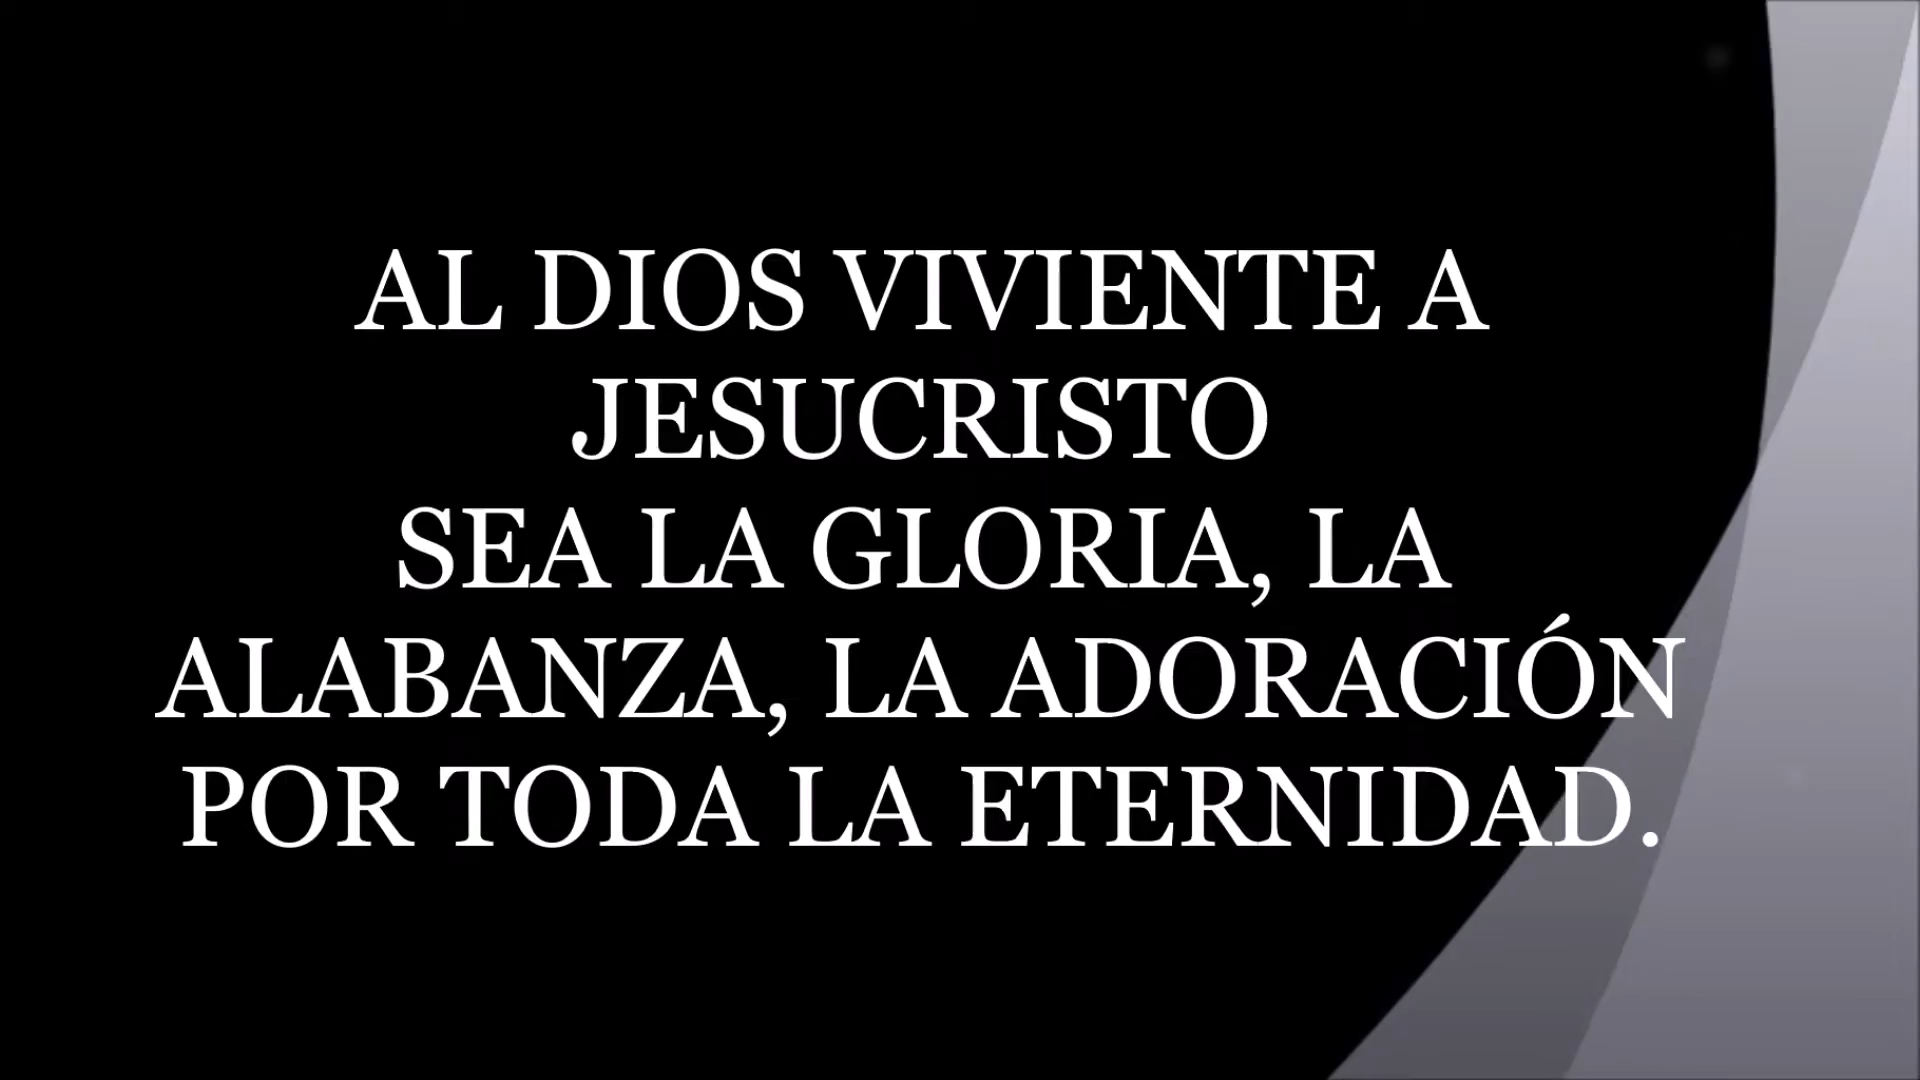 AL DIOS VIVIENTE A
JESUCRISTO
SEA LA GLORIA, LA
ALABANZA, LA ADORACIÓN
POR TODA LA ETERNIDAD.